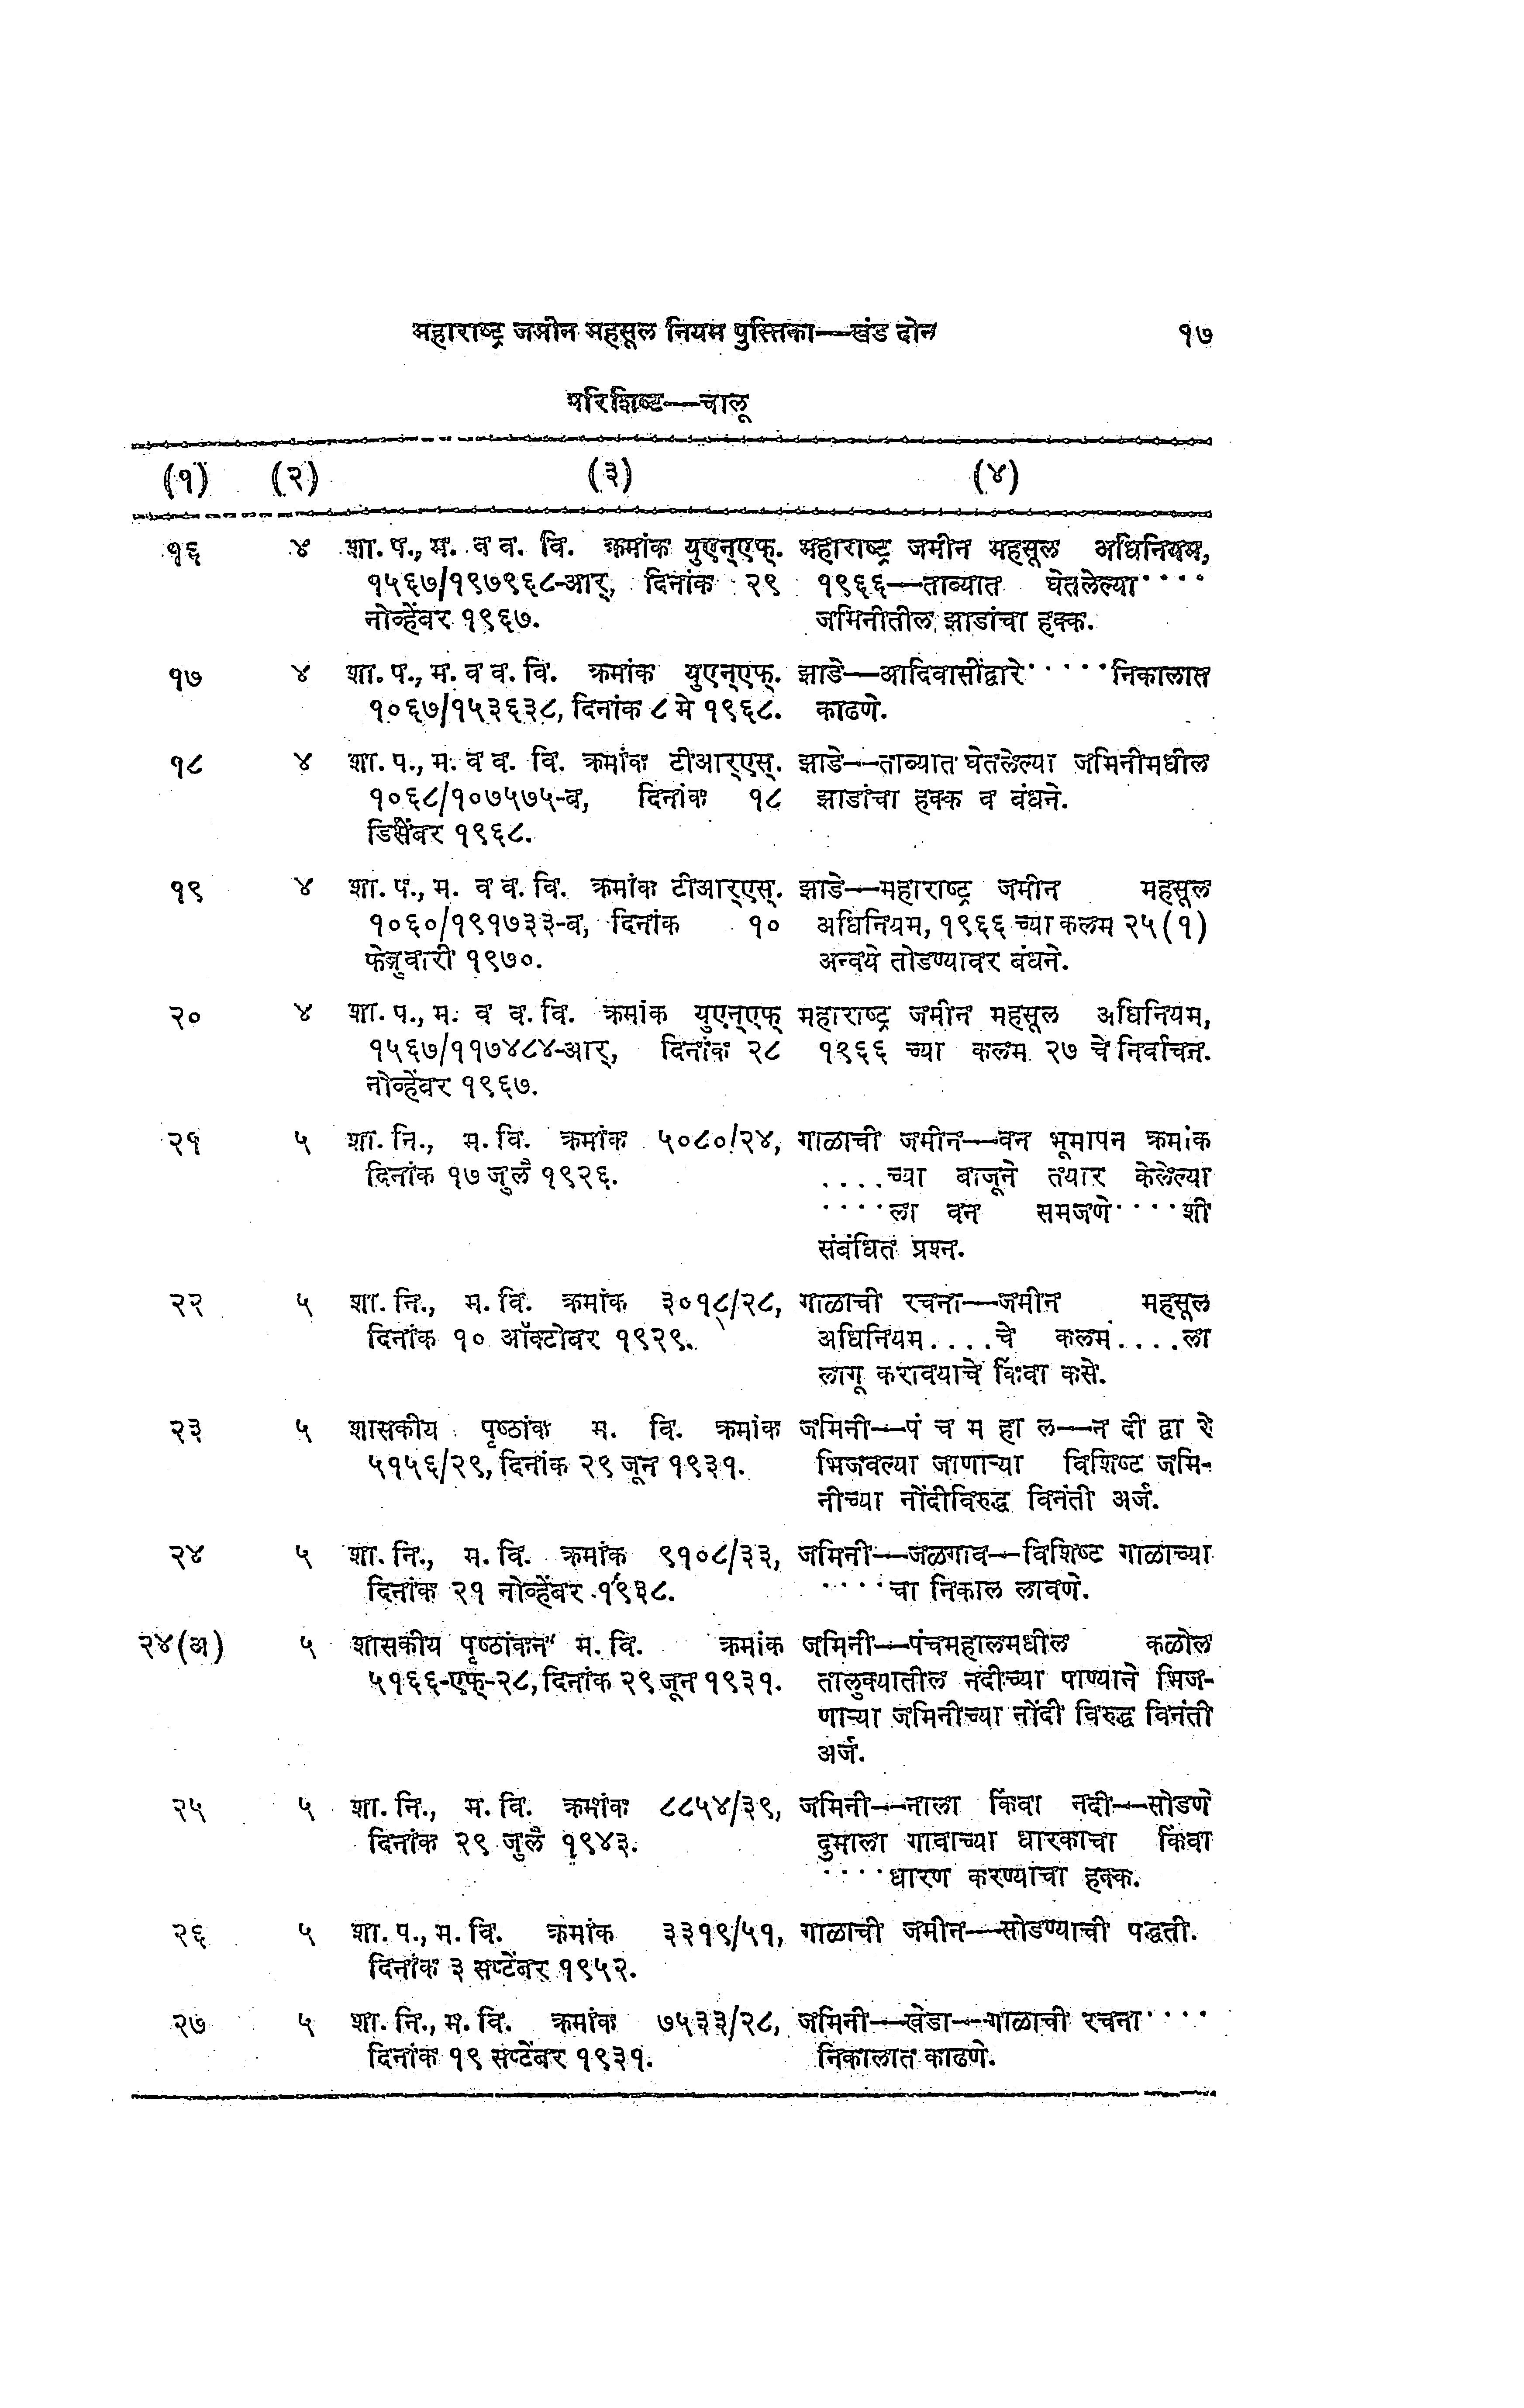 महाराष्ट्र जमीन महसूल नियम पुस्तिका—खंड दोन १७
परिशिष्ट—चालू
(१) (२) (३) (४)
१६ ४ शा. प., म. व व. वि. क्रमांक युएन्एफ्. महाराष्ट्र जमीन महसूल अधिनियम,
१५६७/१९७९६८-आर्, दिनांक २९ १९६६—ताब्यात घेतलेल्या....
नोव्हेंबर १९६७. जमिनीतील झाडांचा हक्क.
१७ ४ शा. प., म. व व. वि. क्रमांक युएन्एफ्. झाडे—आदिवासींद्वारे.....निकालात
१०६७/१५३६३८, दिनांक ८ मे १९६८. काढणे.
१८ ४ शा. प., म. व व. वि. क्रमांक टीआर्एस्. झाडे—ताब्यात घेतलेल्या जमिनीमधील
१०६८/१०७५७५-ब, दिनांक १८ झाडांचा हक्क व बंधने.
डिसेंबर १९६८.
१९ ४ शा. प., म. व व. वि. क्रमांक टीआर्एस्. झाडे—महाराष्ट्र जमीन महसूल
१०६०/१९१७३३-ब, दिनांक १० अधिनियम, १९६६ च्या कलम २५(१)
फेब्रुवारी १९७०. अन्वये तोडण्यावर बंधने.
२० ४ शा. प., म. व व. वि. क्रमांक युएन्एफ् महाराष्ट्र जमीन महसूल अधिनियम,
१५६७/११७४८४-आर्, दिनांक २८ १९६६ च्या कलम २७ चे निर्वाचन.
नोव्हेंबर १९६७.
२१ ५ शा. नि., म. वि. क्रमांक ५०८०/२४, गाळाची जमीन—वन भूमापन क्रमांक
दिनांक १७ जुलै १९२६. ....च्या बाजूने तयार केलेल्या
....ला वन समजणे....शी
संबंधित प्रश्न.
२२ ५ शा. नि., म. वि. क्रमांक ३०१८/२८, गाळाची रचना—जमीन महसूल
दिनांक १० ऑक्टोबर १९२९. अधिनियम....चे कलम....ला
लागू करावयाचे किंवा कसे.
२३ ५ शासकीय पृष्ठांक म. वि. क्रमांक जमिनी—पं च म हा ल—न दी द्वा रे
५१५६/२९, दिनांक २९ जून १९३१. भिजवल्या जाणाऱ्या विशिष्ट जमि-
नीच्या नोंदीविरुद्ध विनंती अर्ज.
२४ ५ शा. नि., म. वि. क्रमांक ९१०८/३३, जमिनी—जळगाव—विशिष्ट गाळाच्या
दिनांक २१ नोव्हेंबर १९३८. ....चा निकाल लावणे.
२४(अ) ५ शासकीय पृष्ठांकन म. वि. क्रमांक जमिनी—पंचमहालमधील कळोल
५१६६-एफ्-२८, दिनांक २९ जून १९३१. तालुक्यातील नदीच्या पाण्याने भिज-
णाऱ्या जमिनीच्या नोंदी विरुद्ध विनंती
अर्ज.
२५ ५ शा. नि., म. वि. क्रमांक ८८५४/३९, जमिनी—नाला किंवा नदी—सोडणे
दिनांक २९ जुलै १९४३. दुमाला गावाच्या धारकाचा किंवा
....धारण करण्याचा हक्क.
२६ ५ शा. प., म. वि. क्रमांक ३३१९/५१, गाळाची जमीन—सोडण्याची पद्धती.
दिनांक ३ सप्टेंबर १९५२.
२७ ५ शा. नि., म. वि. क्रमांक ७५३३/२८, जमिनी—खेडा—गाळाची रचना....
दिनांक १९ सप्टेंबर १९३१. निकालात काढणे.